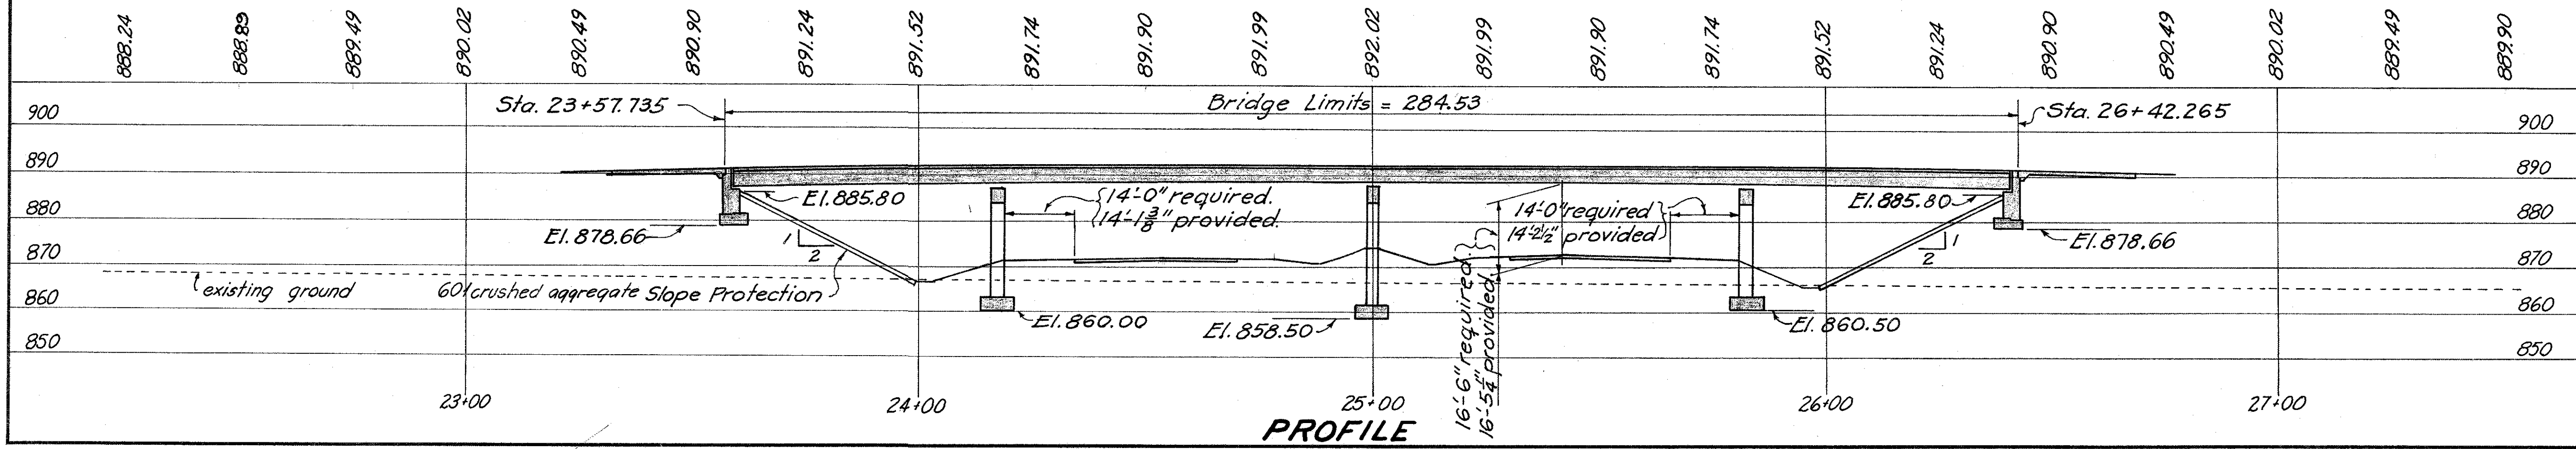 888.24 888.89 889.49 890.02 890.49 890.90 891.24 891.52 891.74 891.90 891.99 892.02 891.99 891.90 891.74 891.52 891.24 890.90 890.49 890.02 889.49 889.90
Sta. 23+57.735
Bridge Limits = 284.53
Sta. 26+42.265
900 900
890 890
El. 885.80
14'-0" required.
14'-1 3/8" provided.
14'-0" required
14'-2 1/2" provided
El. 885.80
880 880
El. 878.66
1
2
1
2
El. 878.66
870 870
existing ground
601 crushed aggregate Slope Protection
860 860
El. 860.00
El. 858.50
16'-6" required.
16'-5 1/4" provided.
El. 860.50
850 850
23+00 24+00 25+00 26+00 27+00
PROFILE